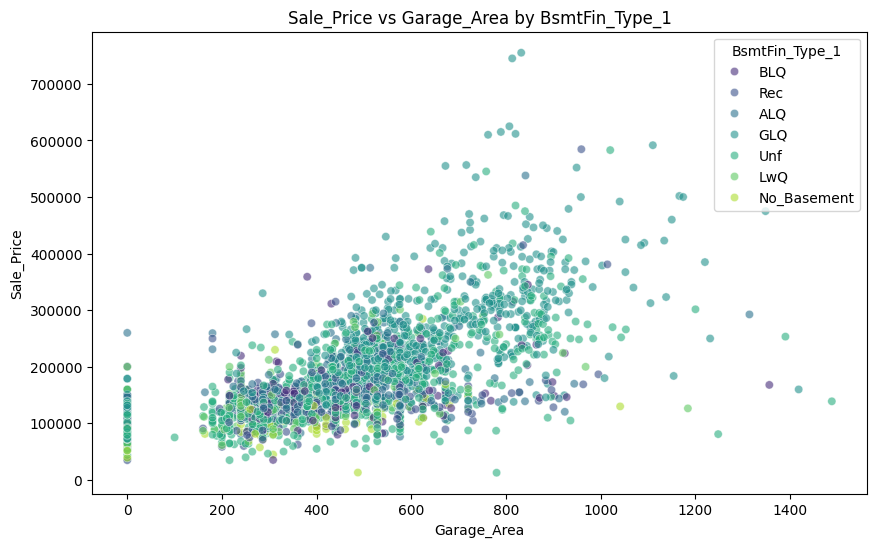 Sale_Price vs Garage_Area by BsmtFin_Type_1
BsmtFin_Type_1
BLQ
Rec
ALQ
GLQ
Unf
LwQ
No_Basement
Sale_Price
700000
600000
500000
400000
300000
200000
100000
0
0 200 400 600 800 1000 1200 1400
Garage_Area